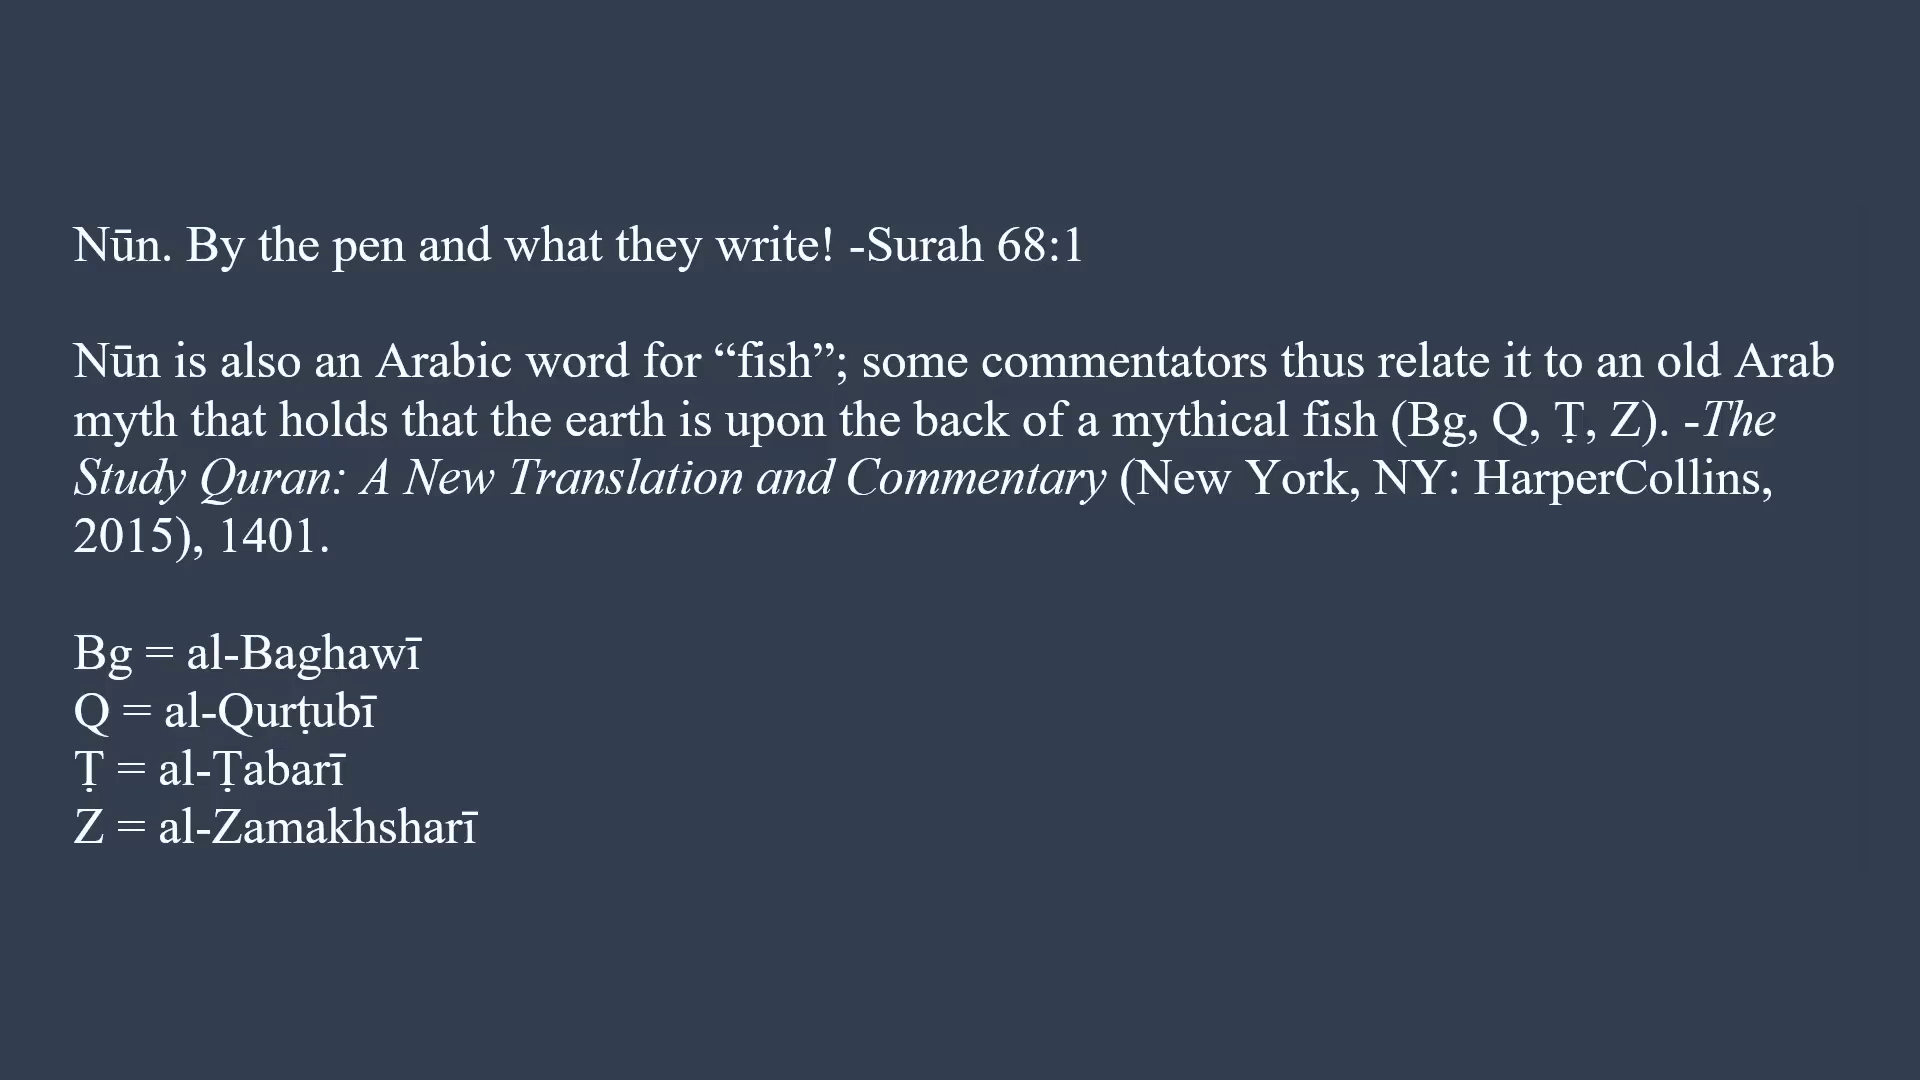 Nūn. By the pen and what they write! -Surah 68:1
Nūn is also an Arabic word for “fish”; some commentators thus relate it to an old Arab
myth that holds that the earth is upon the back of a mythical fish (Bg, Q, Ṭ, Z). -The
Study Quran: A New Translation and Commentary (New York, NY: HarperCollins,
2015), 1401.
Bg = al-Baghawī
Q = al-Qurṭubī
Ṭ = al-Ṭabarī
Z = al-Zamakhsharī